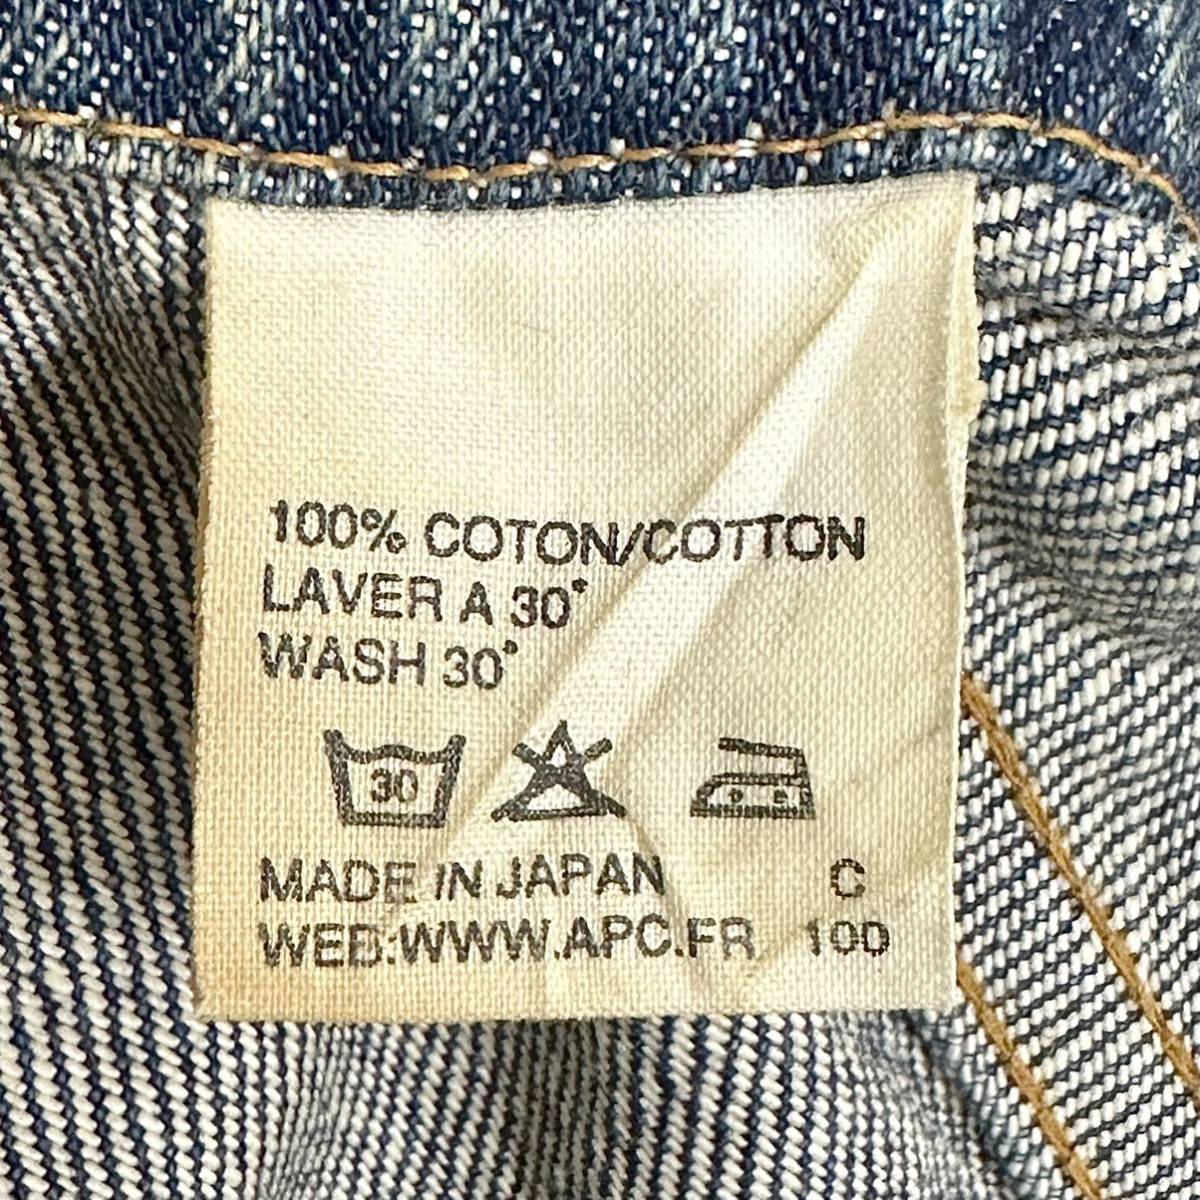 100% COTON/COTTON
LAVER A 30°
WASH 30°
30
MADE IN JAPAN C
WEB:WWW.APC.FR 100